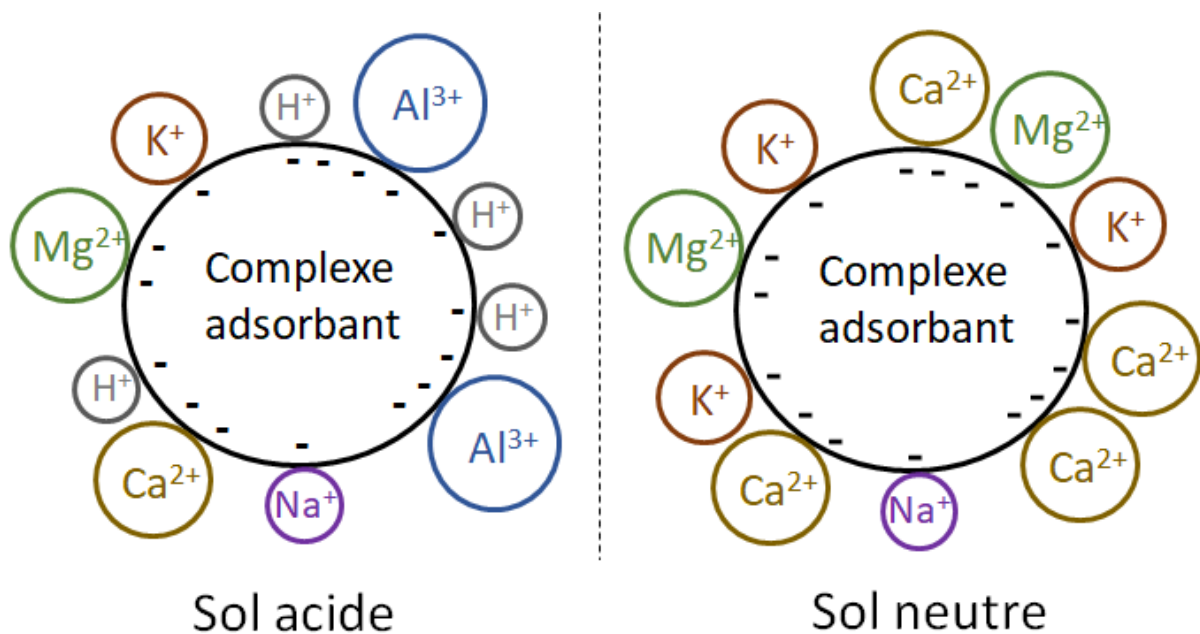 H⁺
Al³⁺
K⁺
H⁺
Mg²⁺
Complexe
adsorbant
H⁺
H⁺
Ca²⁺
Al³⁺
Na⁺
- - - - - - - - - - - - - - - -
Sol acide
Ca²⁺
Mg²⁺
K⁺
K⁺
Mg²⁺
Complexe
adsorbant
Ca²⁺
K⁺
Ca²⁺
Ca²⁺
Na⁺
- - - - - - - - - - - - - - - -
Sol neutre